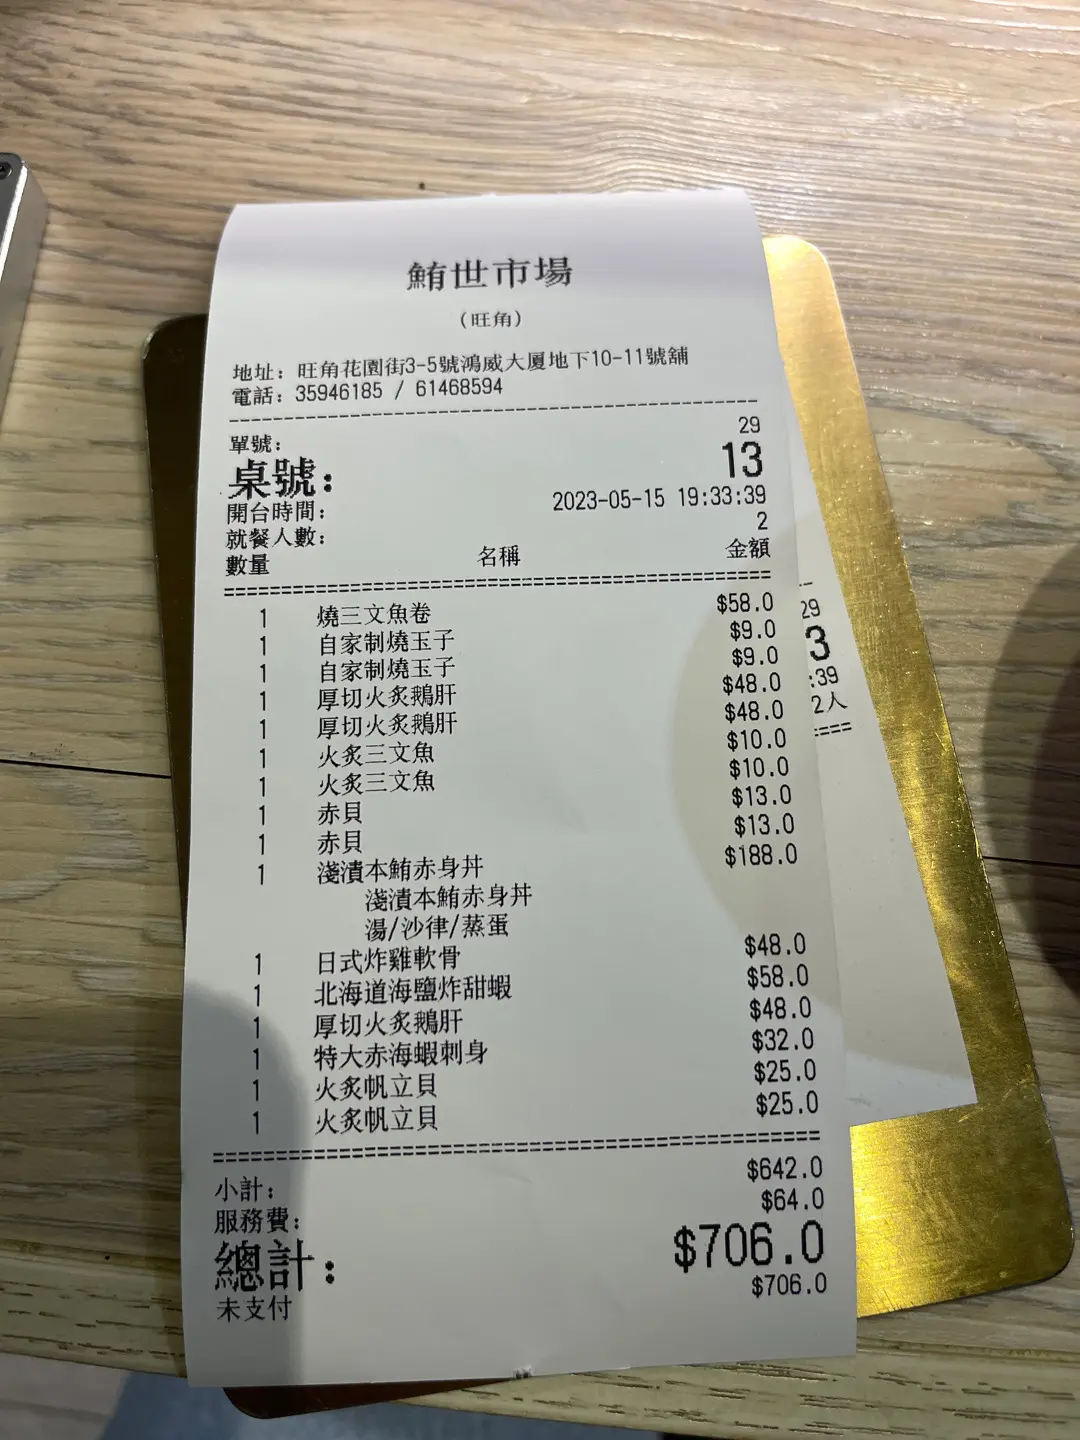 鮪世市場
(旺角)
地址: 旺角花園街3-5號鴻威大廈地下10-11號舖
電話: 35946185 / 61468594
單號: 29
桌號: 13
開台時間: 2023-05-15 19:33:39
就餐人數: 2
數量 名稱 金額
1 燒三文魚卷 $58.0
1 自家制燒玉子 $9.0
1 自家制燒玉子 $9.0
1 厚切火炙鵝肝 $48.0
1 厚切火炙鵝肝 $48.0
1 火炙三文魚 $10.0
1 火炙三文魚 $10.0
1 赤貝 $13.0
1 赤貝 $13.0
1 淺漬本鮪赤身丼 $188.0
淺漬本鮪赤身丼
湯/沙律/蒸蛋
1 日式炸雞軟骨 $48.0
1 北海道海鹽炸甜蝦 $58.0
1 厚切火炙鵝肝 $48.0
1 特大赤海蝦刺身 $32.0
1 火炙帆立貝 $25.0
1 火炙帆立貝 $25.0
小計: $642.0
服務費: $64.0
總計: $706.0
未支付 $706.0
29
3
:39
2人